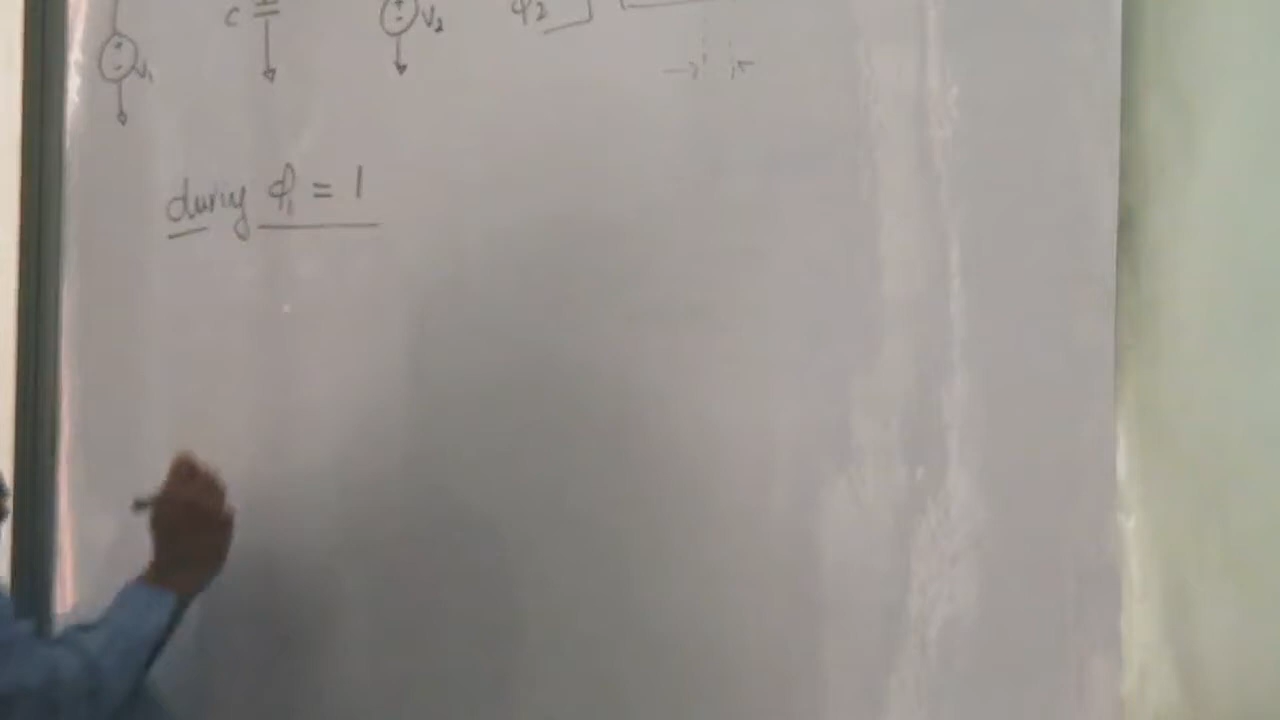 C V₂ φ₂
V₁
during φ₁ = 1